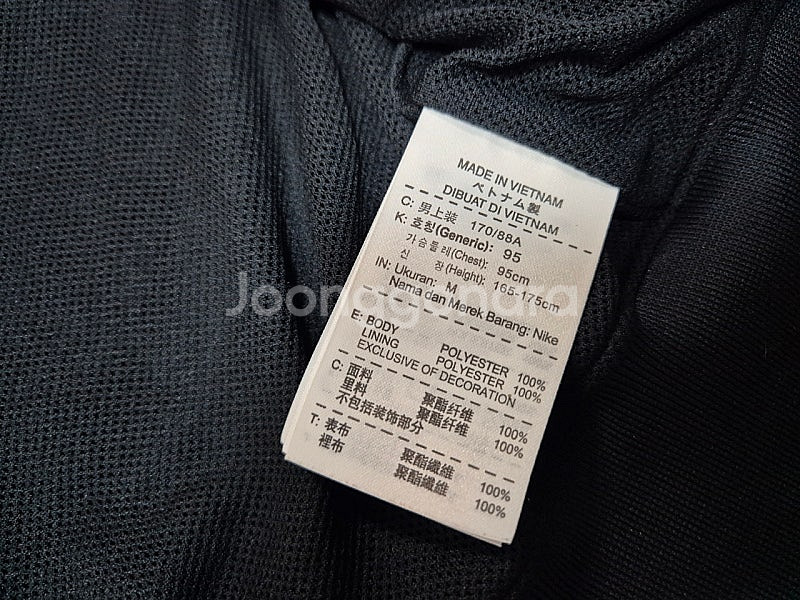 MADE IN VIETNAM
ベトナム製
DIBUAT DI VIETNAM
C: 男上装 170/88A
K: 호칭(Generic): 95
가슴둘레(Chest): 95cm
신 장(Height): 165-175cm
IN: Ukuran: M
Nama dan Merek Barang: Nike
E: BODY POLYESTER 100%
LINING POLYESTER 100%
EXCLUSIVE OF DECORATION
C: 面料 聚酯纤维 100%
里料 聚酯纤维 100%
不包括装饰部分
T: 表布 聚酯纖維 100%
裡布 聚酯纖維 100%
Joonggonara